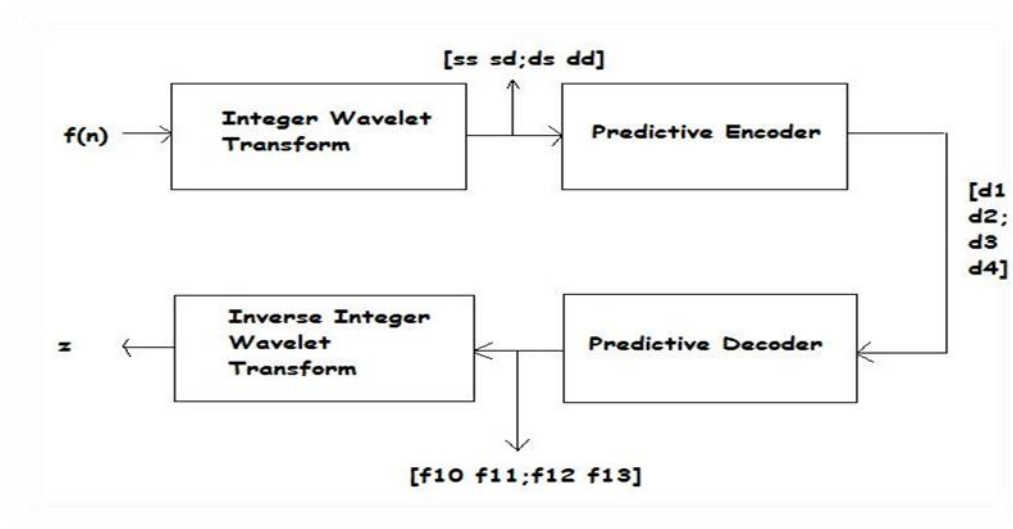 [ss sd;ds dd]
f(n)
Integer Wavelet
Transform
Predictive Encoder
[d1
d2;
d3
d4]
Inverse Integer
Wavelet
Transform
Predictive Decoder
z
[f10 f11;f12 f13]